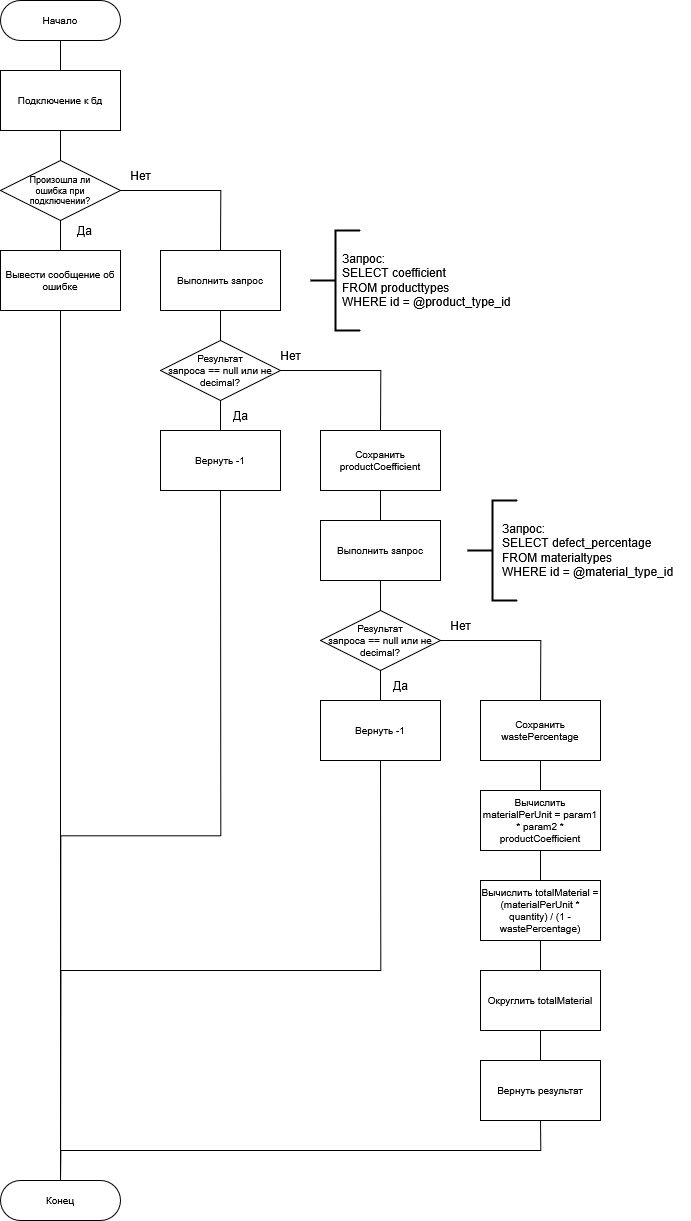 Начало
Подключение к бд
Произошла ли
ошибка при
подключении?
Нет
Да
Вывести сообщение об
ошибке
Выполнить запрос
Запрос:
SELECT coefficient
FROM producttypes
WHERE id = @product_type_id
Результат
запроса == null или не
decimal?
Нет
Да
Вернуть -1
Сохранить
productCoefficient
Выполнить запрос
Запрос:
SELECT defect_percentage
FROM materialtypes
WHERE id = @material_type_id
Результат
запроса == null или не
decimal?
Нет
Да
Вернуть -1
Сохранить
wastePercentage
Вычислить
materialPerUnit = param1
* param2 *
productCoefficient
Вычислить totalMaterial =
(materialPerUnit *
quantity) / (1 -
wastePercentage)
Округлить totalMaterial
Вернуть результат
Конец